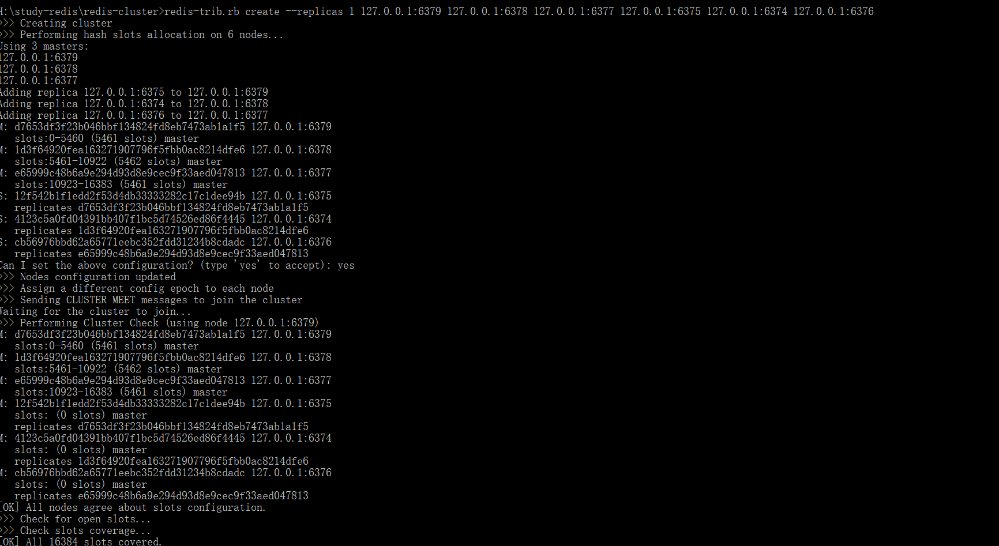 H:\study-redis\redis-cluster>redis-trib.rb create --replicas 1 127.0.0.1:6379 127.0.0.1:6378 127.0.0.1:6377 127.0.0.1:6375 127.0.0.1:6374 127.0.0.1:6376
>>> Creating cluster
>>> Performing hash slots allocation on 6 nodes...
Using 3 masters:
127.0.0.1:6379
127.0.0.1:6378
127.0.0.1:6377
Adding replica 127.0.0.1:6375 to 127.0.0.1:6379
Adding replica 127.0.0.1:6374 to 127.0.0.1:6378
Adding replica 127.0.0.1:6376 to 127.0.0.1:6377
M: d7653df3f23b046bbf134824fd8eb7473ab1a1f5 127.0.0.1:6379
   slots:0-5460 (5461 slots) master
M: 1d3f64920fea163271907796f5fbb0ac8214dfe6 127.0.0.1:6378
   slots:5461-10922 (5462 slots) master
M: e65999c48b6a9e294d93d8e9cec9f33aed047813 127.0.0.1:6377
   slots:10923-16383 (5461 slots) master
S: 12f542b1f1edd2f53d4db33333282c17c1dee94b 127.0.0.1:6375
   replicates d7653df3f23b046bbf134824fd8eb7473ab1a1f5
S: 4123c5a0fd04391bb407f1bc5d74526ed86f4445 127.0.0.1:6374
   replicates 1d3f64920fea163271907796f5fbb0ac8214dfe6
S: cb56976bbd62a65771eebc352fdd31234b8cdadc 127.0.0.1:6376
   replicates e65999c48b6a9e294d93d8e9cec9f33aed047813
Can I set the above configuration? (type 'yes' to accept): yes
>>> Nodes configuration updated
>>> Assign a different config epoch to each node
>>> Sending CLUSTER MEET messages to join the cluster
Waiting for the cluster to join...
>>> Performing Cluster Check (using node 127.0.0.1:6379)
M: d7653df3f23b046bbf134824fd8eb7473ab1a1f5 127.0.0.1:6379
   slots:0-5460 (5461 slots) master
M: 1d3f64920fea163271907796f5fbb0ac8214dfe6 127.0.0.1:6378
   slots:5461-10922 (5462 slots) master
M: e65999c48b6a9e294d93d8e9cec9f33aed047813 127.0.0.1:6377
   slots:10923-16383 (5461 slots) master
M: 12f542b1f1edd2f53d4db33333282c17c1dee94b 127.0.0.1:6375
   slots: (0 slots) master
   replicates d7653df3f23b046bbf134824fd8eb7473ab1a1f5
M: 4123c5a0fd04391bb407f1bc5d74526ed86f4445 127.0.0.1:6374
   slots: (0 slots) master
   replicates 1d3f64920fea163271907796f5fbb0ac8214dfe6
M: cb56976bbd62a65771eebc352fdd31234b8cdadc 127.0.0.1:6376
   slots: (0 slots) master
   replicates e65999c48b6a9e294d93d8e9cec9f33aed047813
[OK] All nodes agree about slots configuration.
>>> Check for open slots...
>>> Check slots coverage...
[OK] All 16384 slots covered.